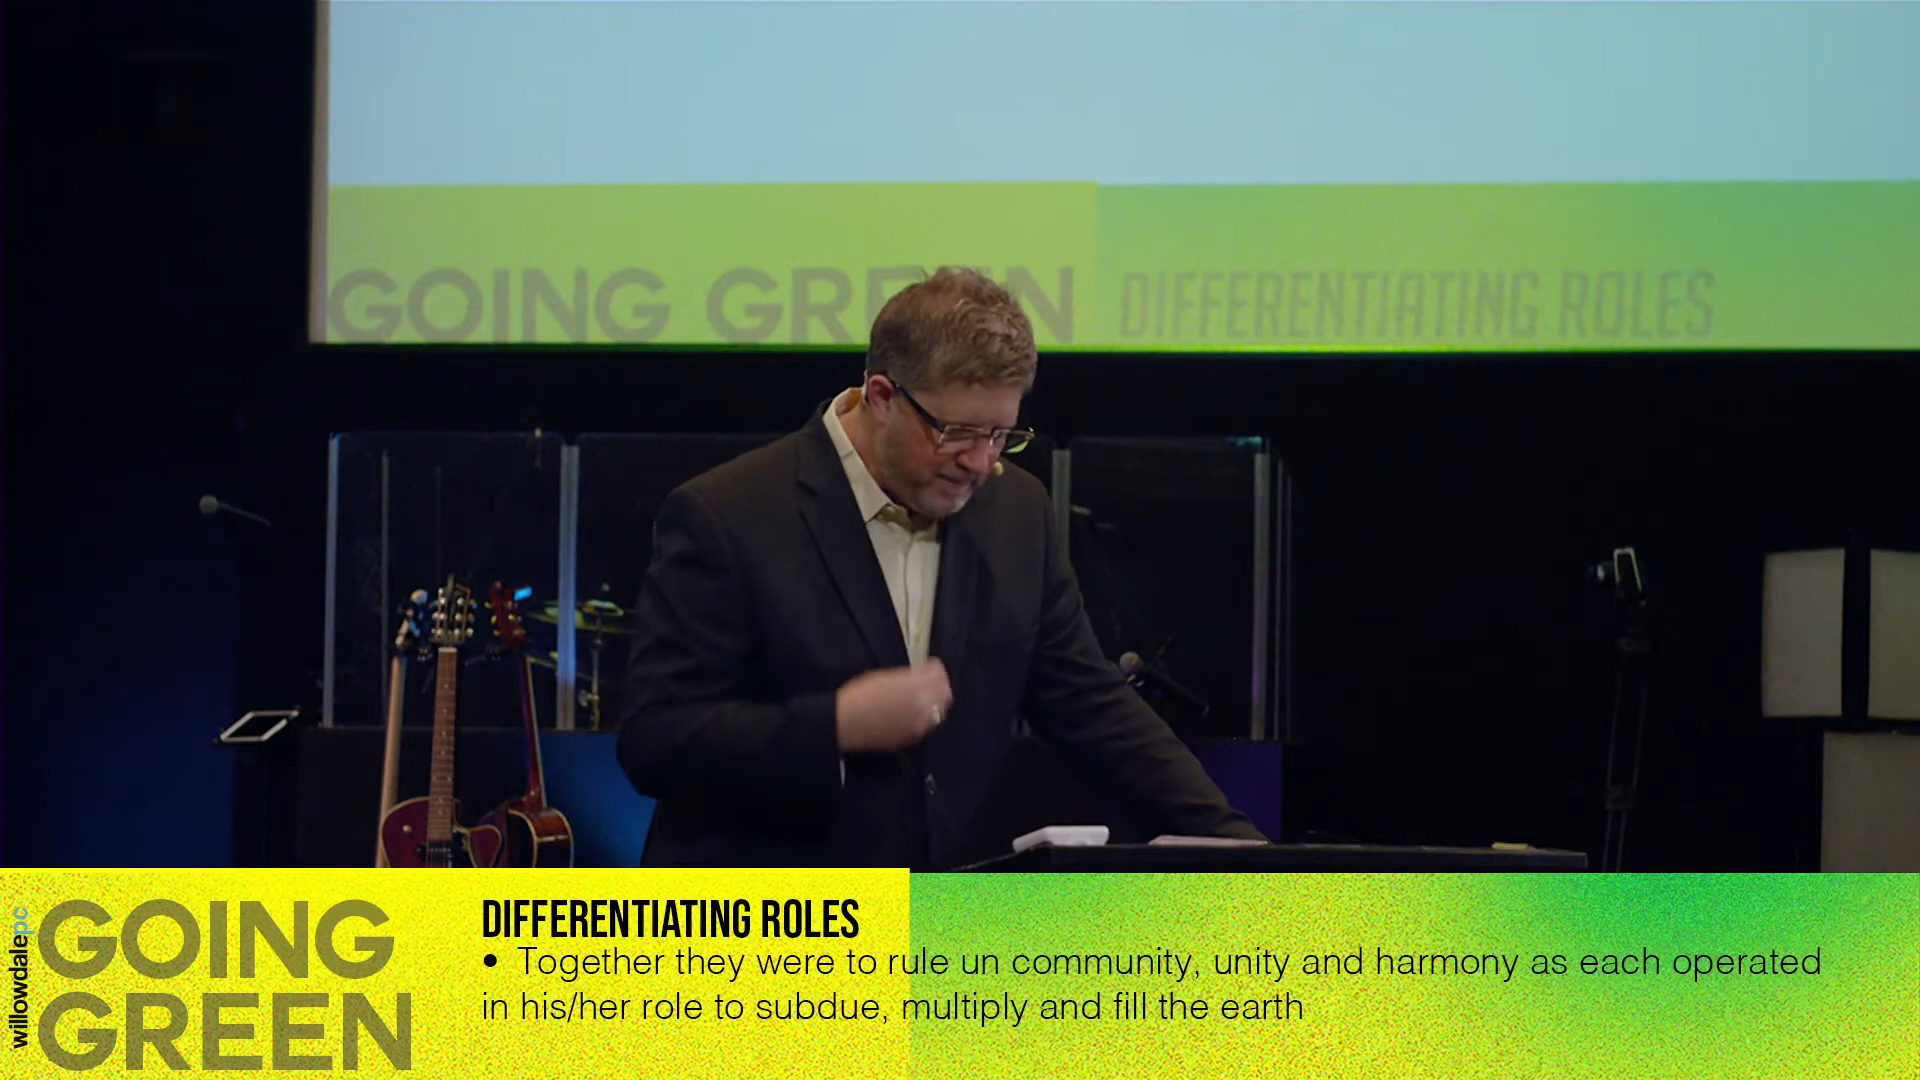 GOING GREEN DIFFERENTIATING ROLES
willowdalepc
GOING
GREEN
DIFFERENTIATING ROLES
• Together they were to rule un community, unity and harmony as each operated
in his/her role to subdue, multiply and fill the earth